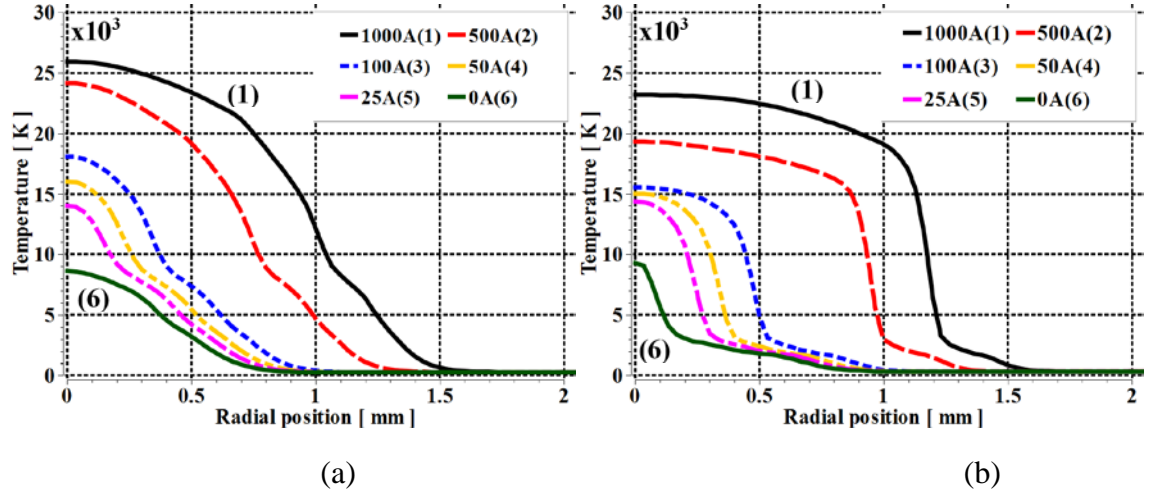 30
x10³
1000A(1) 500A(2)
100A(3) 50A(4)
25A(5) 0A(6)
25
20
15
10
5
0
Temperature [ K ]
(1)
(6)
0 0.5 1 1.5 2
Radial position [ mm ]
(a)
30
x10³
1000A(1) 500A(2)
100A(3) 50A(4)
25A(5) 0A(6)
25
20
15
10
5
0
Temperature [ K ]
(1)
(6)
0 0.5 1 1.5 2
Radial position [ mm ]
(b)